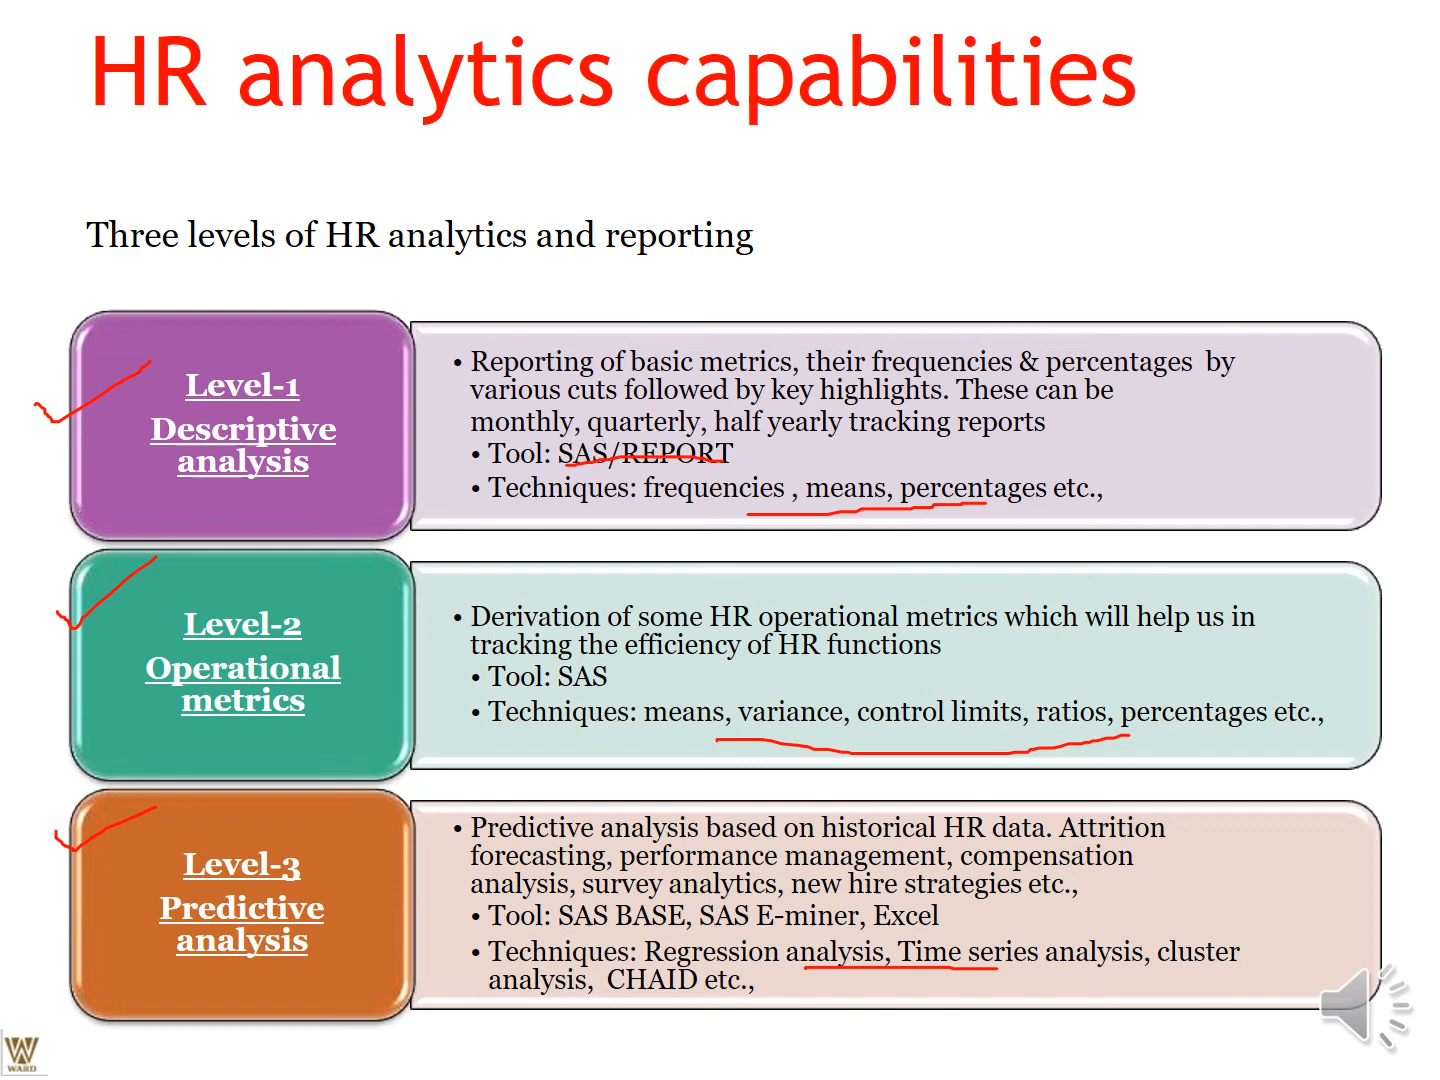 HR analytics capabilities
Three levels of HR analytics and reporting
Level-1
Descriptive
analysis
• Reporting of basic metrics, their frequencies & percentages by
various cuts followed by key highlights. These can be
monthly, quarterly, half yearly tracking reports
• Tool: SAS/REPORT
• Techniques: frequencies , means, percentages etc.,
Level-2
Operational
metrics
• Derivation of some HR operational metrics which will help us in
tracking the efficiency of HR functions
• Tool: SAS
• Techniques: means, variance, control limits, ratios, percentages etc.,
Level-3
Predictive
analysis
• Predictive analysis based on historical HR data. Attrition
forecasting, performance management, compensation
analysis, survey analytics, new hire strategies etc.,
• Tool: SAS BASE, SAS E-miner, Excel
• Techniques: Regression analysis, Time series analysis, cluster
analysis, CHAID etc.,
WARD